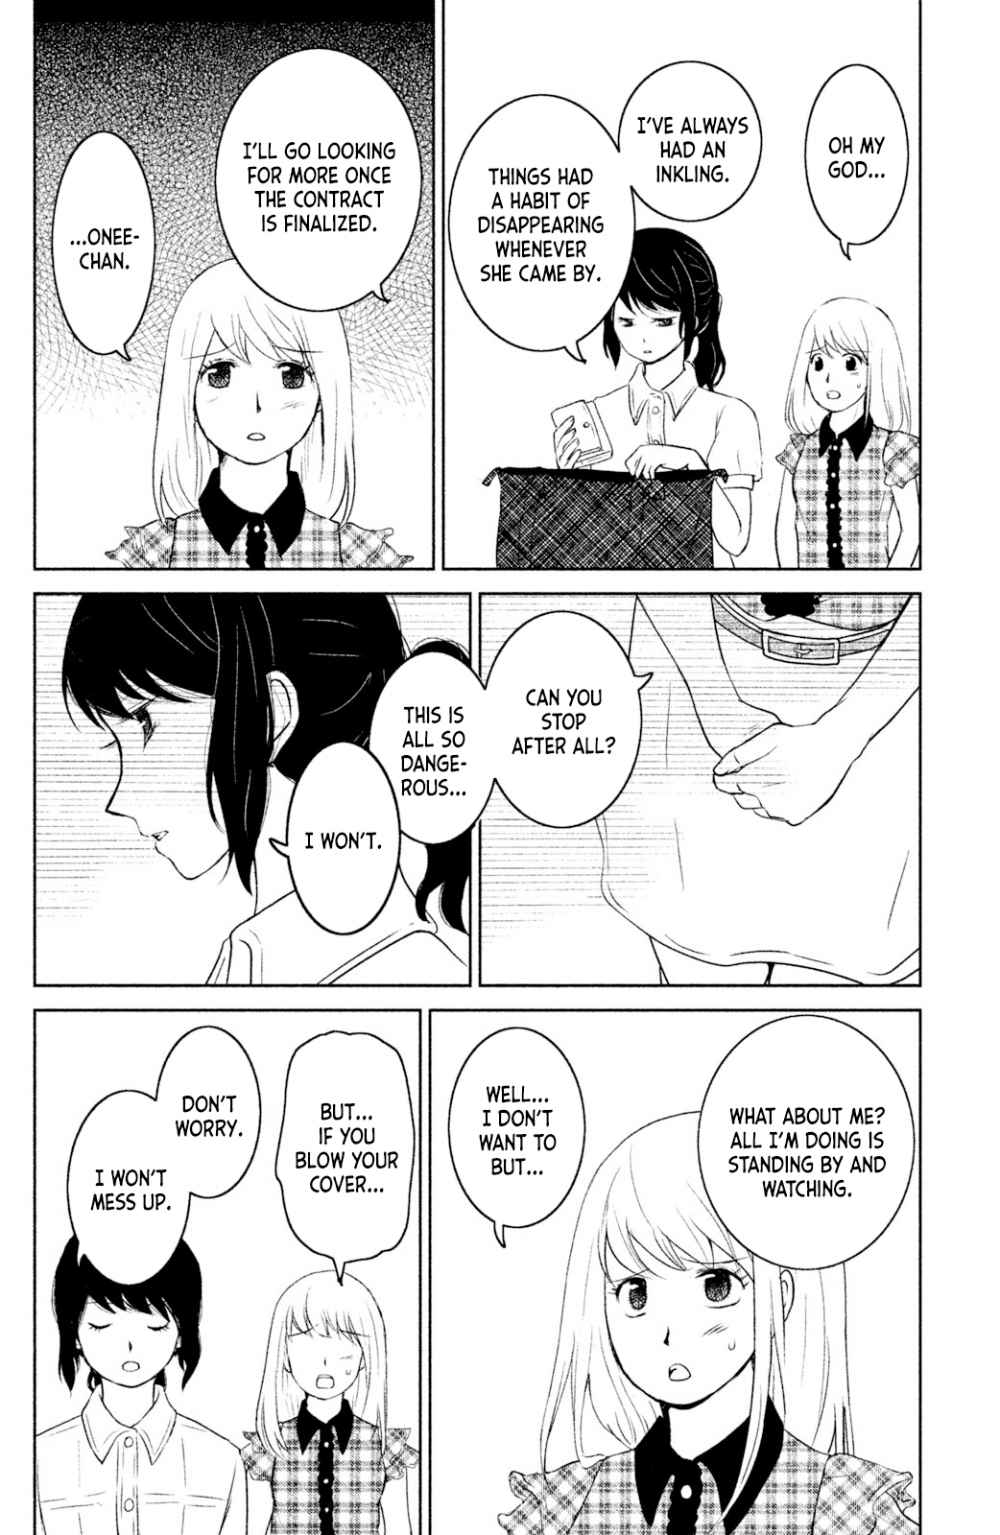 OH MY
GOD...
I'VE ALWAYS
HAD AN
INKLING.
THINGS HAD
A HABIT OF
DISAPPEARING
WHENEVER
SHE CAME BY.
I'LL GO LOOKING
FOR MORE ONCE
THE CONTRACT
IS FINALIZED.
...ONEE-
CHAN.
CAN YOU
STOP
AFTER ALL?
THIS IS
ALL SO
DANGE-
ROUS...
I WON'T.
WHAT ABOUT ME?
ALL I'M DOING IS
STANDING BY AND
WATCHING.
WELL...
I DON'T
WANT TO
BUT...
BUT...
IF YOU
BLOW YOUR
COVER...
DON'T
WORRY.
I WON'T
MESS UP.